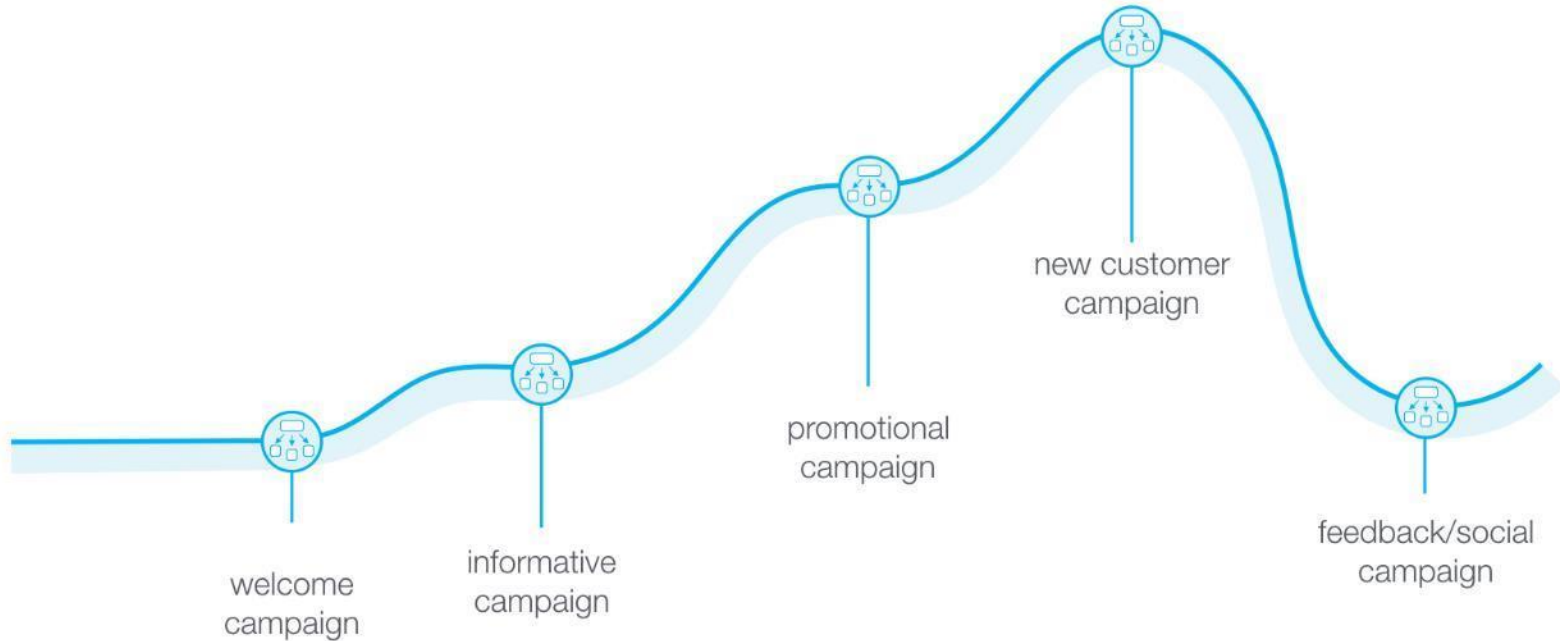 welcome
campaign
informative
campaign
promotional
campaign
new customer
campaign
feedback/social
campaign